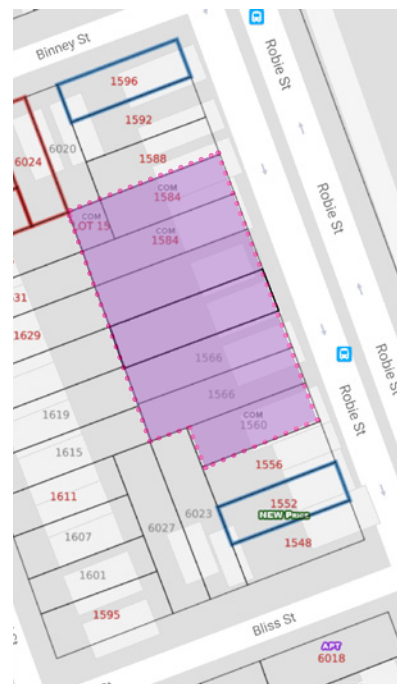 Binney St
Robie St
1596
1592
6020
6024
1588
COM
1584
COM
LOT 15
COM
1584
Robie St
31
1629
1566
Robie St
Robie St
1566
COM
1560
1619
1615
1556
1611
1552
NEW PRICE
6023
6027
1607
1548
1601
1595
Bliss St
APT
6018